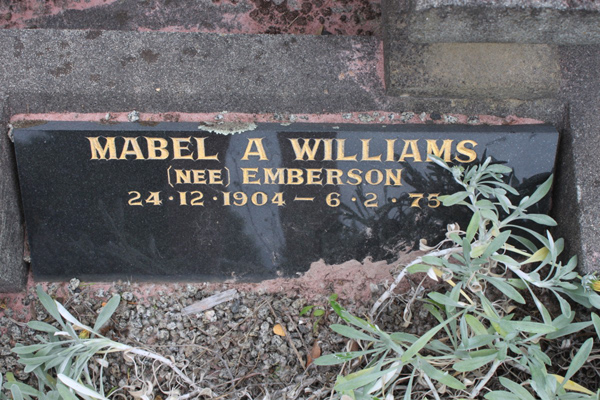 MABEL A WILLIAMS
(NEE) EMBERSON
24·12·1904 — 6·2·75